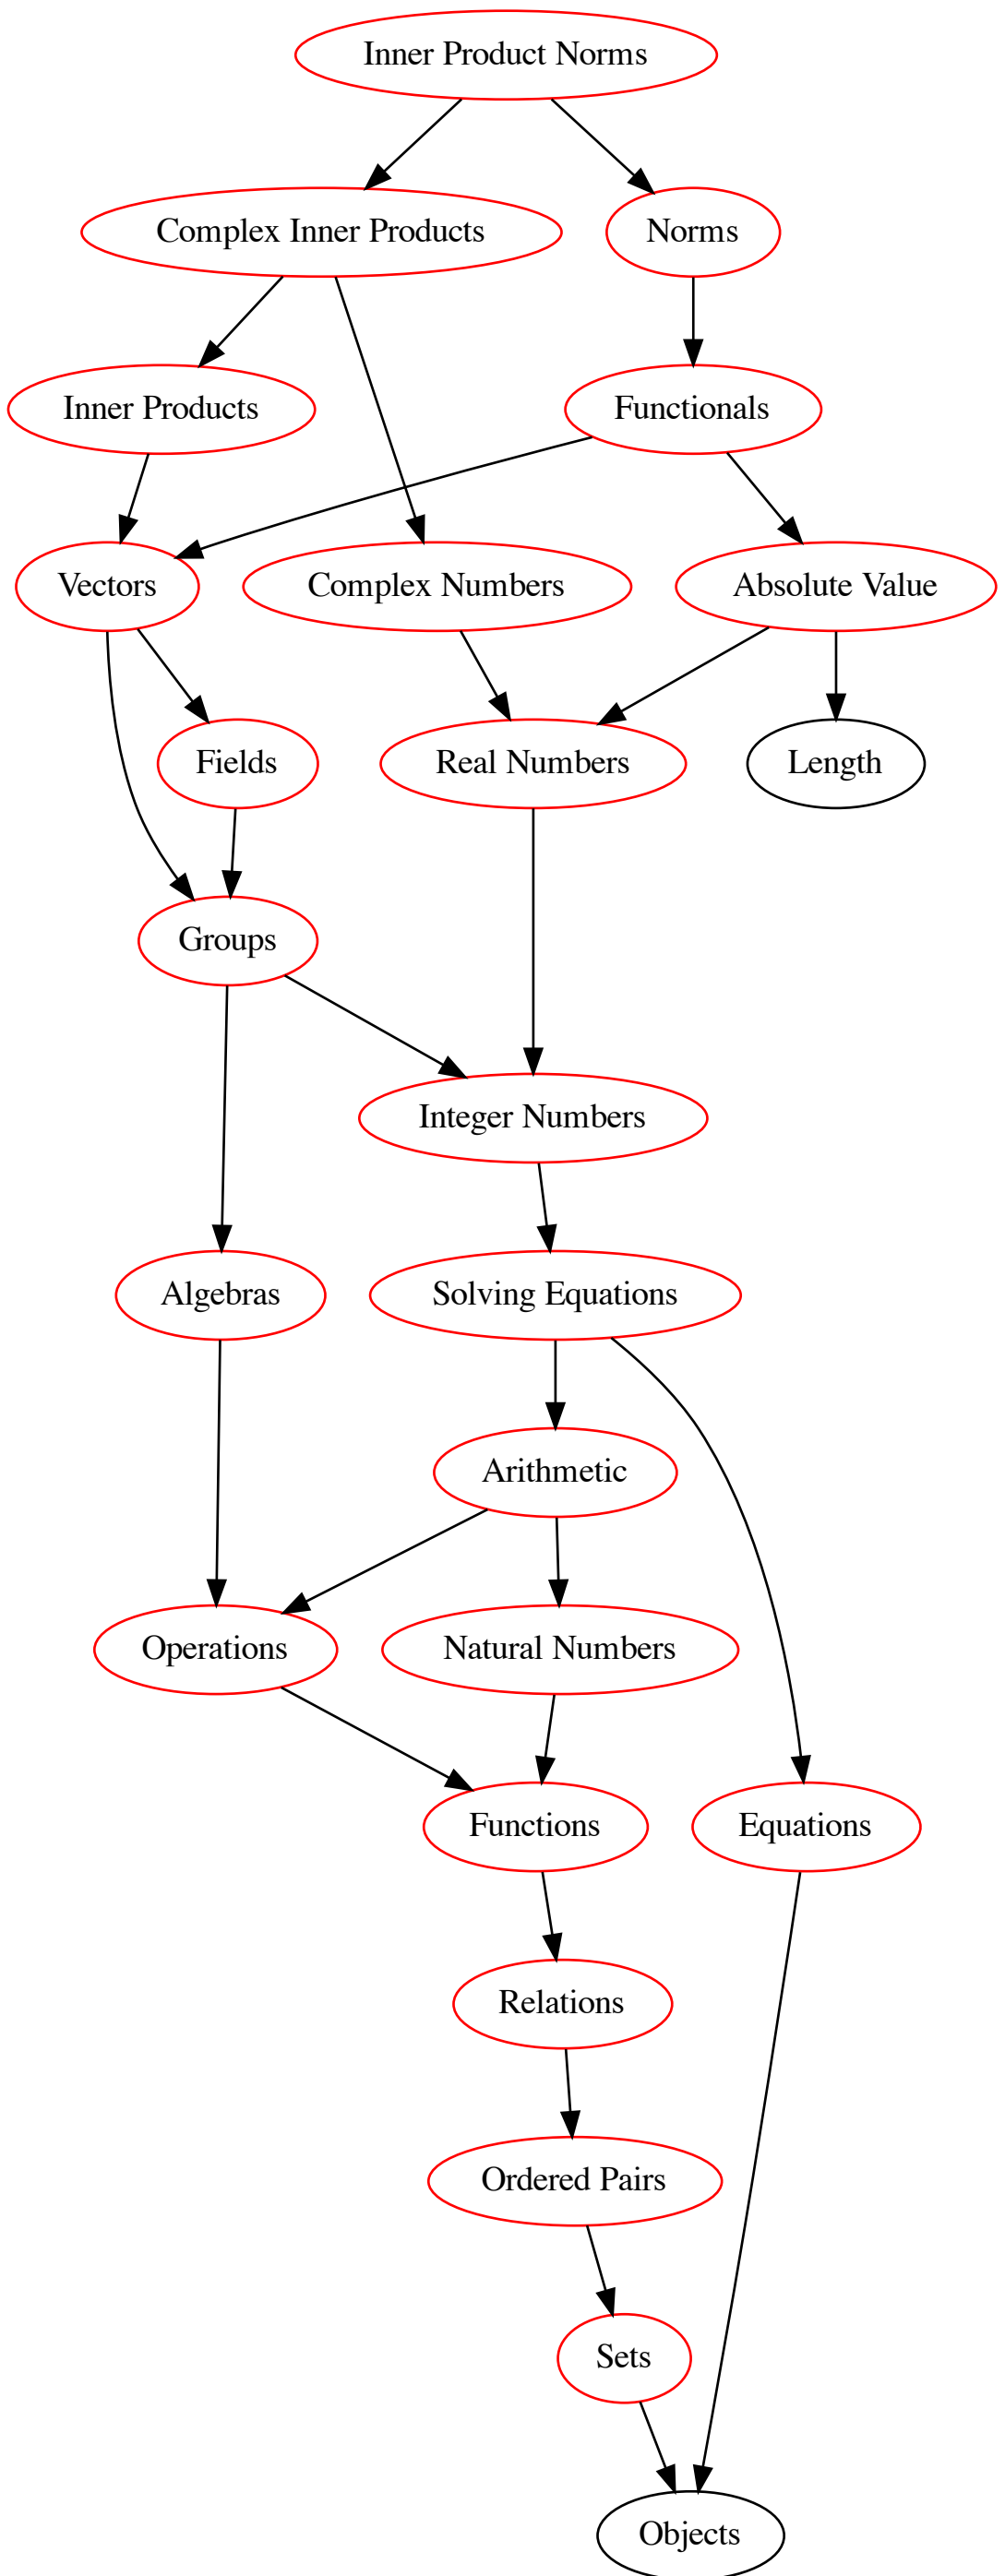 Inner Product Norms
Complex Inner Products
Norms
Inner Products
Functionals
Vectors
Complex Numbers
Absolute Value
Fields
Real Numbers
Length
Groups
Integer Numbers
Algebras
Solving Equations
Arithmetic
Operations
Natural Numbers
Functions
Equations
Relations
Ordered Pairs
Sets
Objects